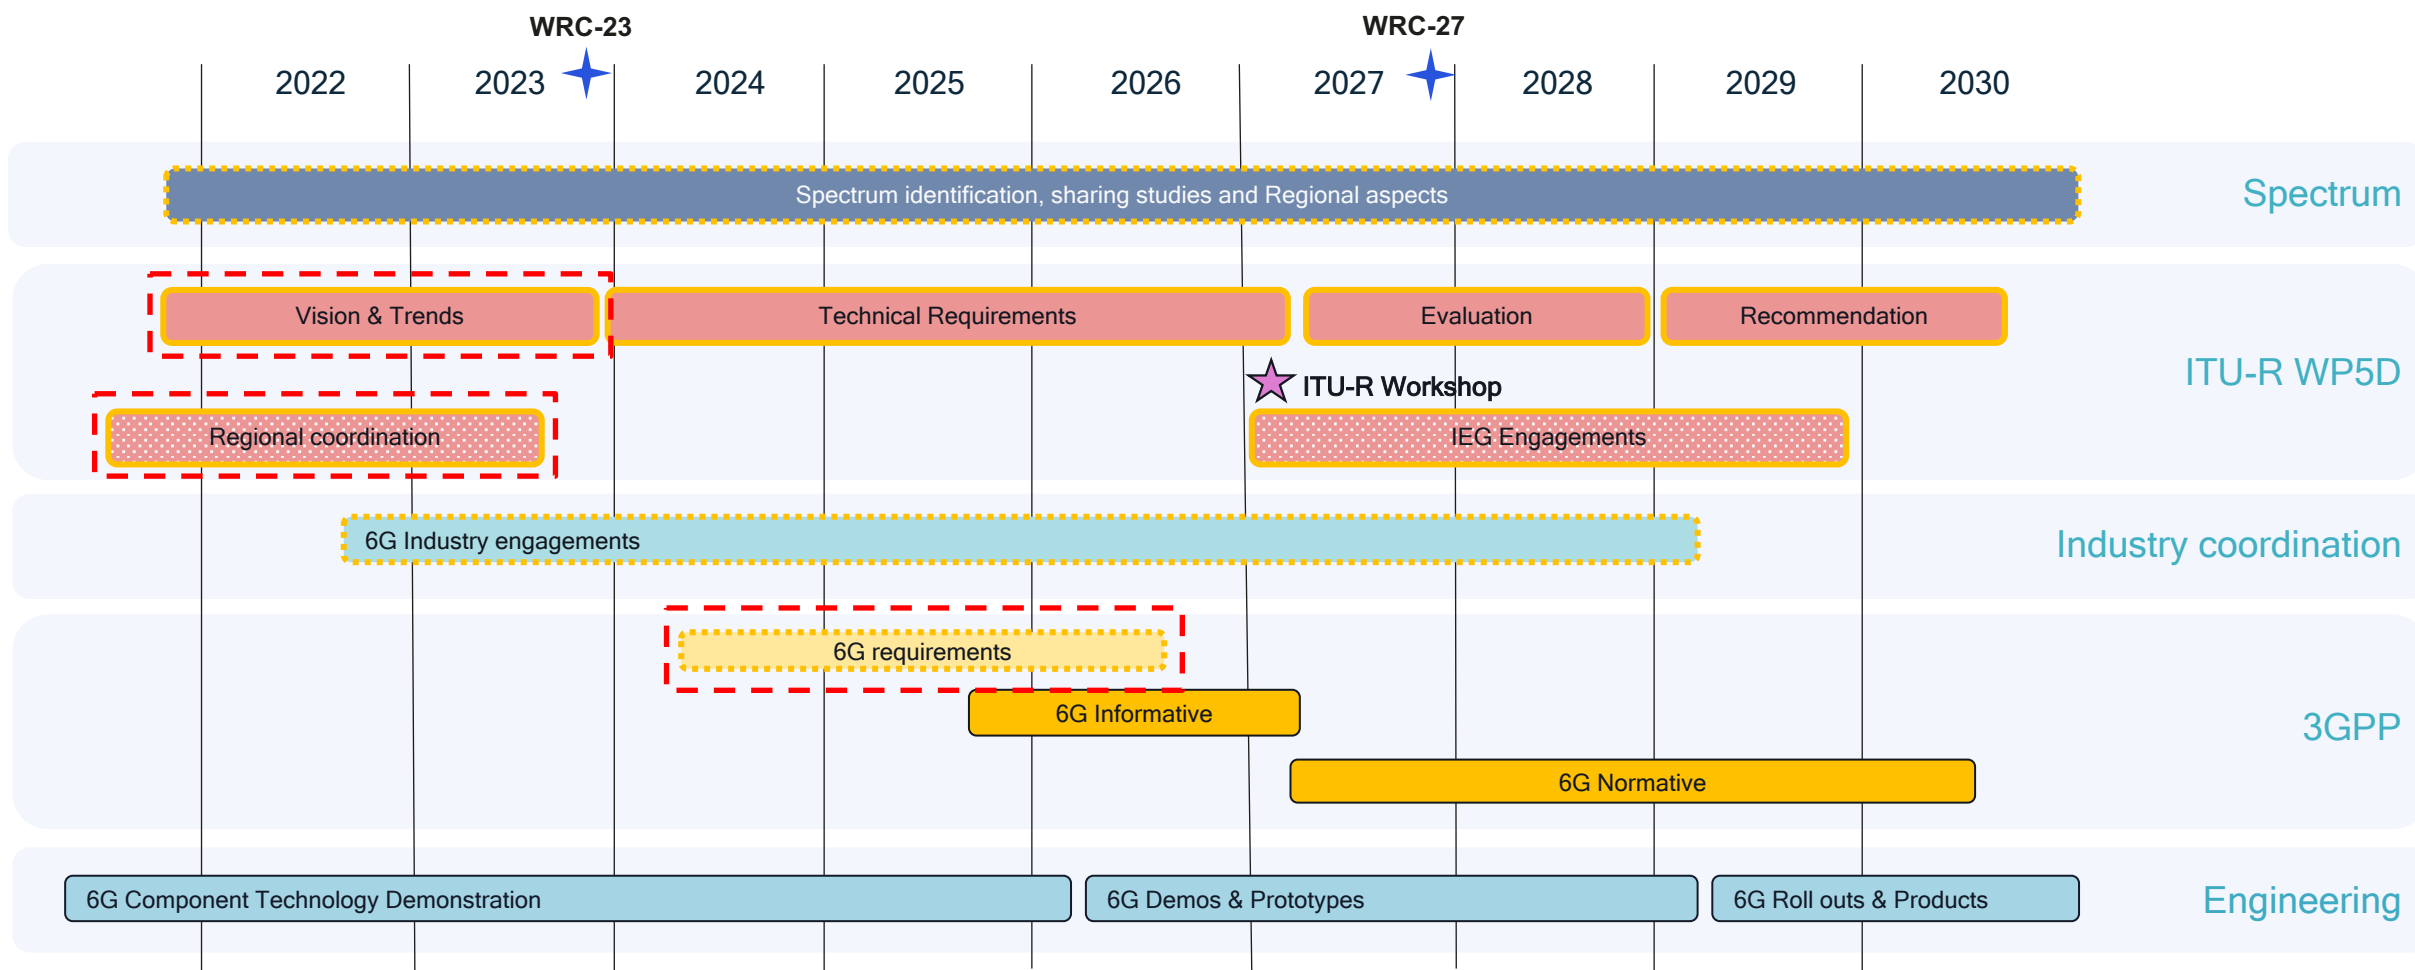 WRC-23
WRC-27
2022
2023
2024
2025
2026
2027
2028
2029
2030
Spectrum identification, sharing studies and Regional aspects
Spectrum
Vision & Trends
Technical Requirements
Evaluation
Recommendation
ITU-R WP5D
ITU-R Workshop
Regional coordination
IEG Engagements
6G Industry engagements
Industry coordination
6G requirements
6G Informative
3GPP
6G Normative
6G Component Technology Demonstration
6G Demos & Prototypes
6G Roll outs & Products
Engineering